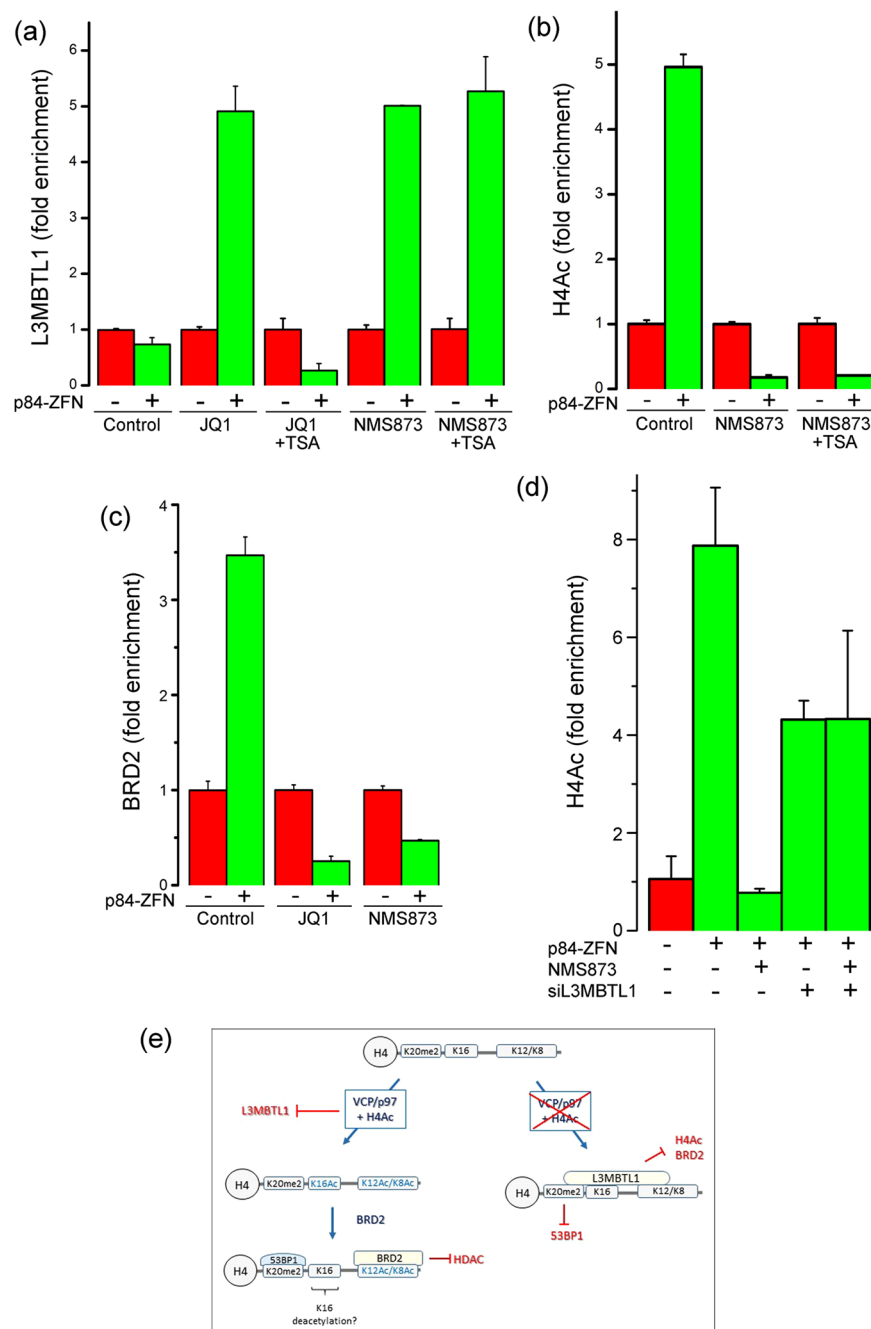 (a)
L3MBTL1 (fold enrichment)
6
5
4
3
2
1
0
p84-ZFN - + - + - + - + - +
Control JQ1 JQ1 NMS873 NMS873
+TSA +TSA
(b)
H4Ac (fold enrichment)
5
4
3
2
1
0
p84-ZFN - + - + - +
Control NMS873 NMS873
+TSA
(c)
BRD2 (fold enrichment)
4
3
2
1
0
p84-ZFN - + - + - +
Control JQ1 NMS873
(d)
H4Ac (fold enrichment)
8
6
4
2
0
p84-ZFN - + + + +
NMS873 - - + - +
siL3MBTL1 - - - + +
(e)
H4 K20me2 K16 K12/K8
L3MBTL1
VCP/p97
+ H4Ac
VCP/p97
+ H4Ac
H4Ac
BRD2
L3MBTL1
H4 K20me2 K16 K12/K8
53BP1
H4 K20me2 K16Ac K12Ac/K8Ac
BRD2
53BP1 BRD2
H4 K20me2 K16 K12Ac/K8Ac
HDAC
K16
deacetylation?